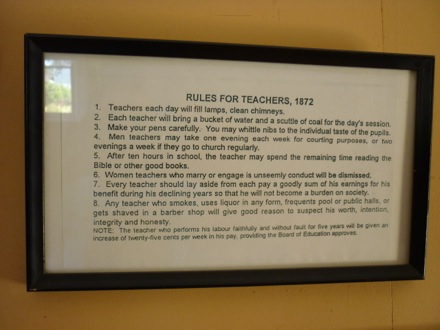 RULES FOR TEACHERS, 1872
1. Teachers each day will fill lamps, clean chimneys.
2. Each teacher will bring a bucket of water and a scuttle of coal for the day's session.
3. Make your pens carefully. You may whittle nibs to the individual taste of the pupils.
4. Men teachers may take one evening each week for courting purposes, or two
evenings a week if they go to church regularly.
5. After ten hours in school, the teacher may spend the remaining time reading the
Bible or other good books.
6. Women teachers who marry or engage is unseemly conduct will be dismissed.
7. Every teacher should lay aside from each pay a goodly sum of his earnings for his
benefit during his declining years so that he will not become a burden on society.
8. Any teacher who smokes, uses liquor in any form, frequents pool or public halls, or
gets shaved in a barber shop will give good reason to suspect his worth, intention,
integrity and honesty.
NOTE: The teacher who performs his labour faithfully and without fault for five years will be given an
increase of twenty-five cents per week in his pay, providing the Board of Education approves.